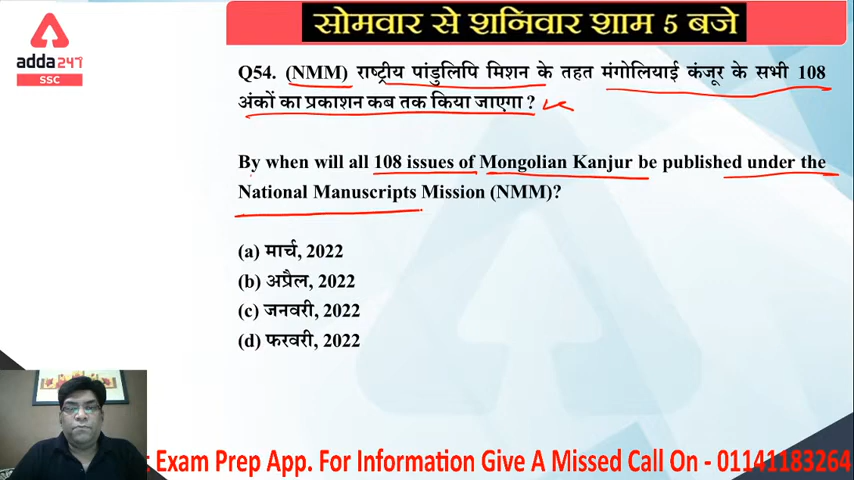 सोमवार से शनिवार शाम 5 बजे
adda247
SSC
Q54. (NMM) राष्ट्रीय पांडुलिपि मिशन के तहत मंगोलियाई कंजूर के सभी 108
अंकों का प्रकाशन कब तक किया जाएगा ?
By when will all 108 issues of Mongolian Kanjur be published under the
National Manuscripts Mission (NMM)?
(a) मार्च, 2022
(b) अप्रैल, 2022
(c) जनवरी, 2022
(d) फरवरी, 2022
Exam Prep App. For Information Give A Missed Call On - 01141183264